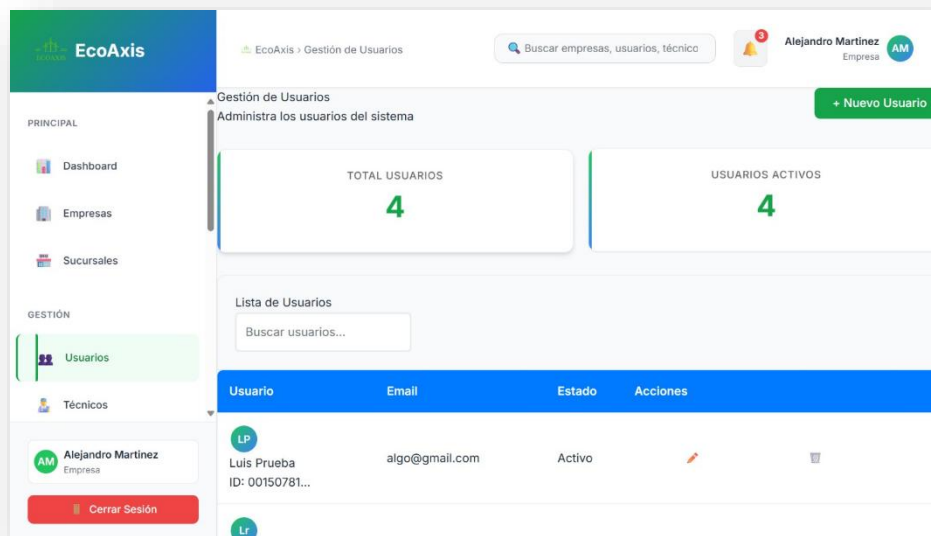 EcoAxis
EcoAxis › Gestión de Usuarios
Buscar empresas, usuarios, técnico
3
Alejandro Martinez
Empresa
AM
PRINCIPAL
Dashboard
Empresas
Sucursales
GESTIÓN
Usuarios
Técnicos
AM
Alejandro Martinez
Empresa
Cerrar Sesión
Gestión de Usuarios
Administra los usuarios del sistema
+ Nuevo Usuario
TOTAL USUARIOS
4
USUARIOS ACTIVOS
4
Lista de Usuarios
Buscar usuarios...
Usuario Email Estado Acciones
LP
Luis Prueba
ID: 00150781...
algo@gmail.com
Activo
Lr